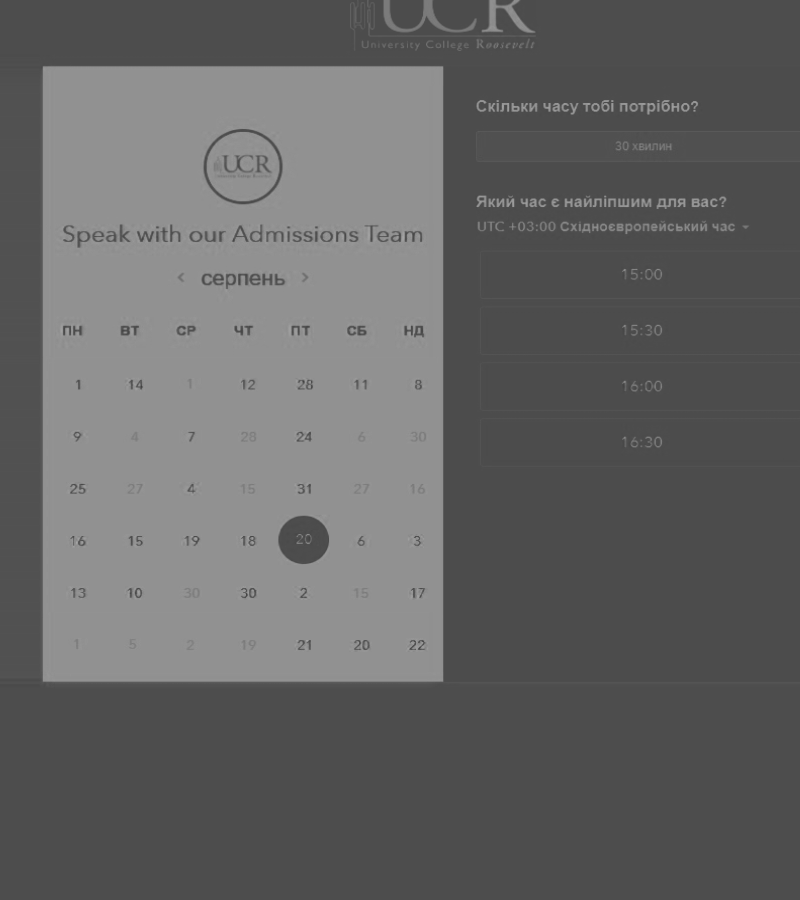 UCR
University College Roosevelt
UCR
Speak with our Admissions Team
серпень
ПН ВТ СР ЧТ ПТ СБ НД
1 14 1 12 28 11 8
9 4 7 28 24 6 30
25 27 4 15 31 27 16
16 15 19 18 20 6 3
13 10 30 30 2 15 17
1 5 2 19 21 20 22
Скільки часу тобі потрібно?
30 хвилин
Який час є найліпшим для вас?
UTC +03:00 Східноєвропейський час
15:00
15:30
16:00
16:30